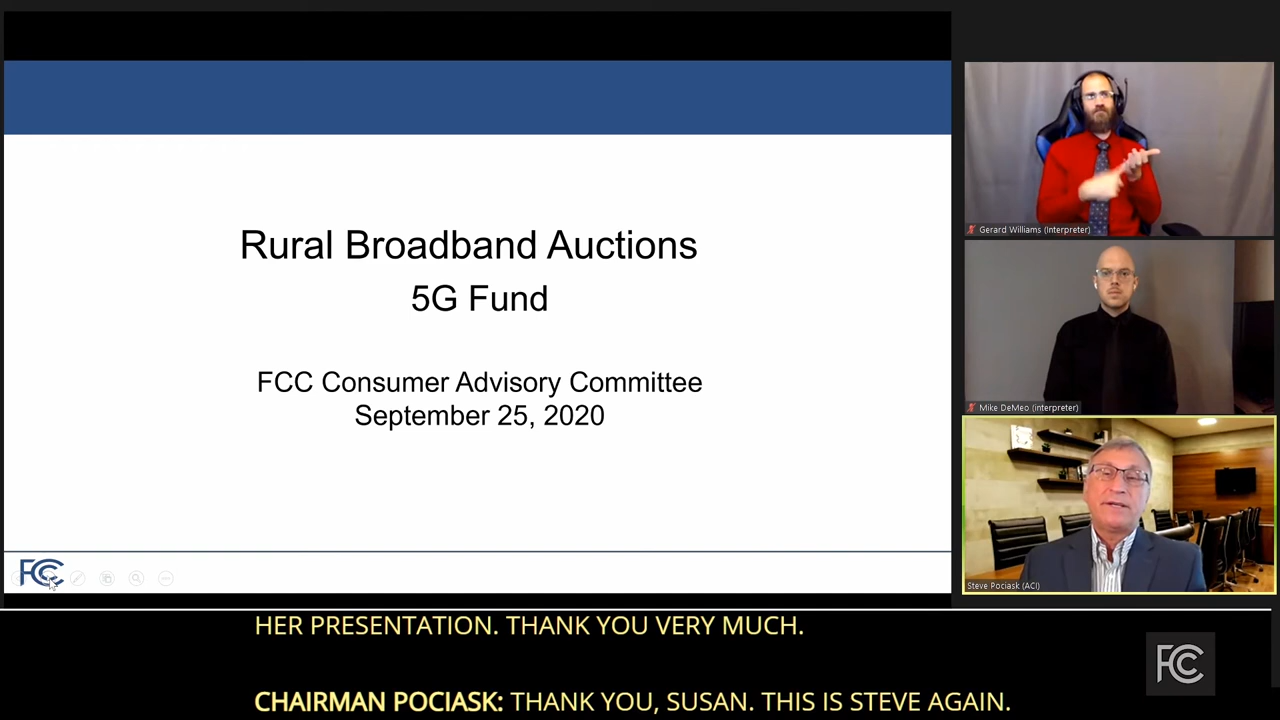 Rural Broadband Auctions
5G Fund
FCC Consumer Advisory Committee
September 25, 2020
FCC
Gerard Williams (Interpreter)
Mike DeMeo (interpreter)
Steve Pociask (ACI)
HER PRESENTATION. THANK YOU VERY MUCH.
CHAIRMAN POCIASK: THANK YOU, SUSAN. THIS IS STEVE AGAIN.
FCC